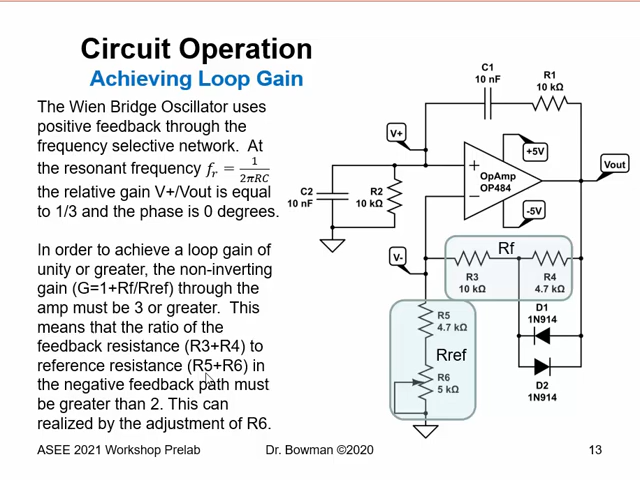 Circuit Operation
Achieving Loop Gain
The Wien Bridge Oscillator uses
positive feedback through the
frequency selective network. At
the resonant frequency fᵣ = 1/2πRC
the relative gain V+/Vout is equal
to 1/3 and the phase is 0 degrees.
In order to achieve a loop gain of
unity or greater, the non-inverting
gain (G=1+Rf/Rref) through the
amp must be 3 or greater. This
means that the ratio of the
feedback resistance (R3+R4) to
reference resistance (R5+R6) in
the negative feedback path must
be greater than 2. This can
realized by the adjustment of R6.
C1
10 nF
R1
10 kΩ
V+
+5V
Vout
OpAmp
OP484
C2
10 nF
R2
10 kΩ
-5V
V-
Rf
R3
10 kΩ
R4
4.7 kΩ
D1
1N914
R5
4.7 kΩ
Rref
R6
5 kΩ
D2
1N914
+
−
ASEE 2021 Workshop Prelab
Dr. Bowman ©2020
13